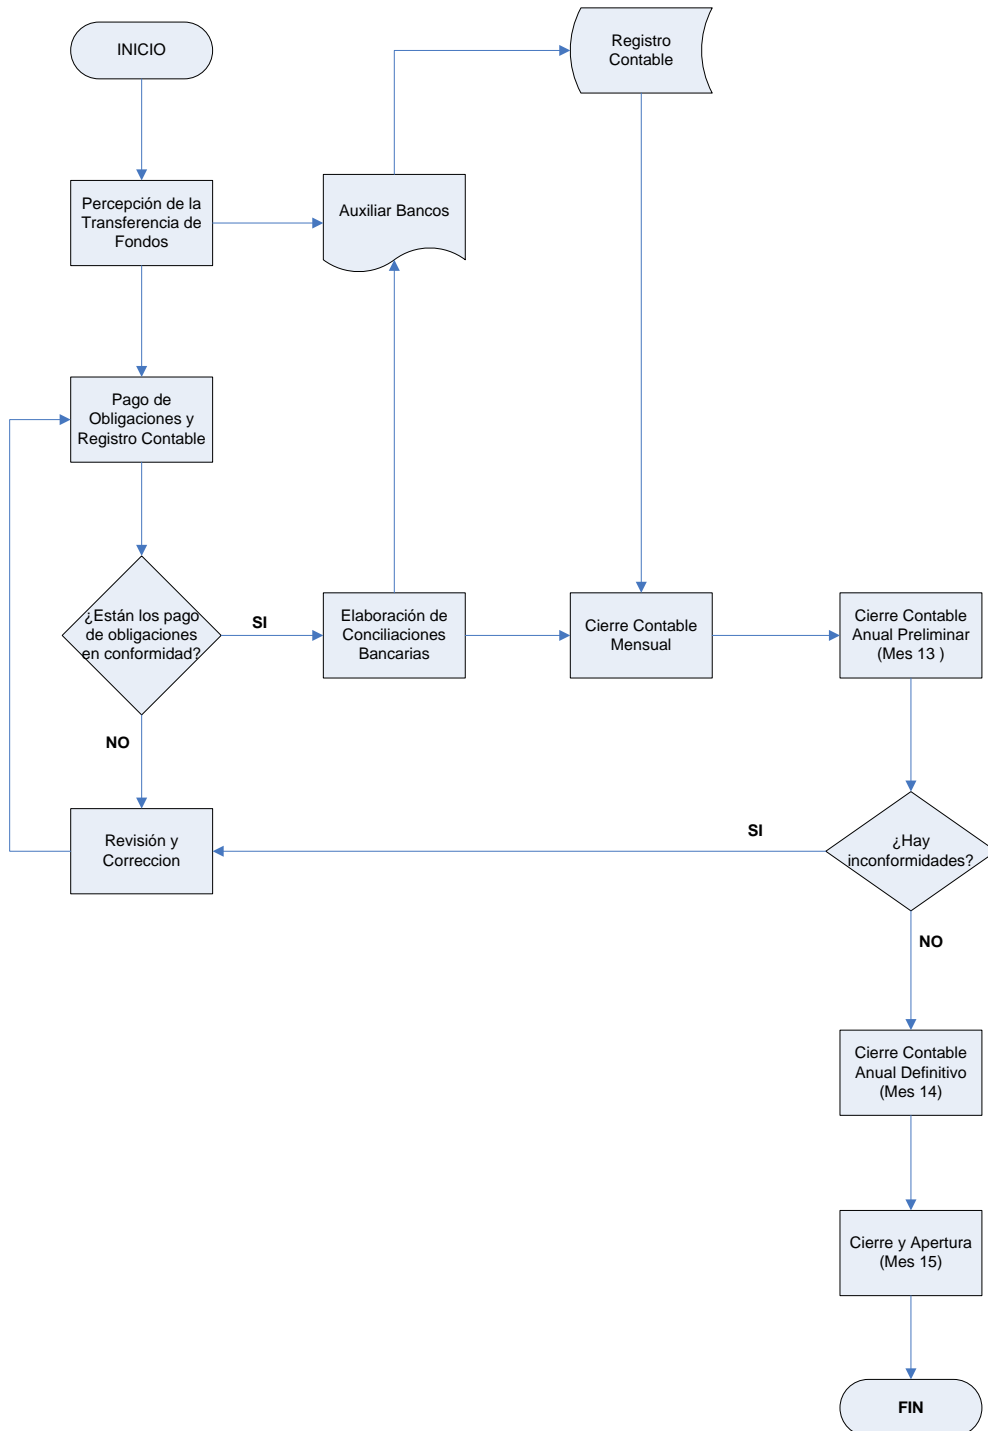 INICIO
Registro
Contable
Percepción de la
Transferencia de
Fondos
Auxiliar Bancos
Pago de
Obligaciones y
Registro Contable
¿Están los pago
de obligaciones
en conformidad?
SI
Elaboración de
Conciliaciones
Bancarias
Cierre Contable
Mensual
Cierre Contable
Anual Preliminar
(Mes 13 )
NO
Revisión y
Correccion
SI
¿Hay
inconformidades?
NO
Cierre Contable
Anual Definitivo
(Mes 14)
Cierre y Apertura
(Mes 15)
FIN